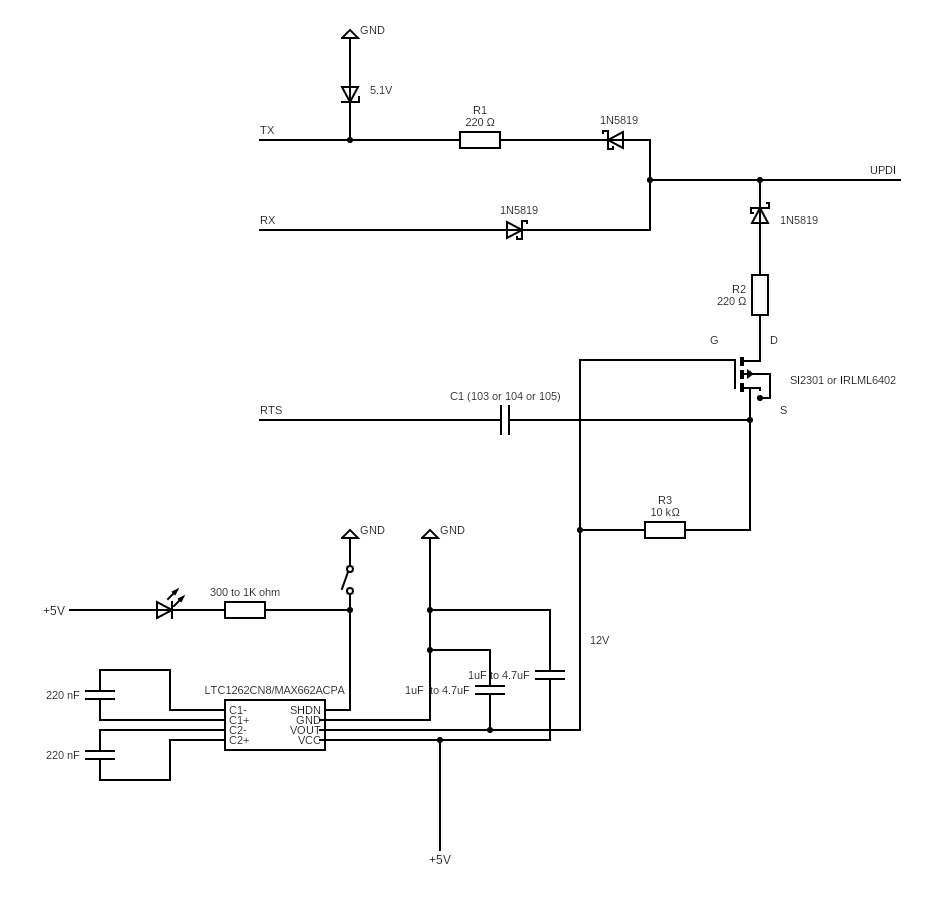 GND
5.1V
R1
220 Ω
TX
1N5819
UPDI
1N5819
RX
1N5819
R2
220 Ω
G
D
SI2301 or IRLML6402
C1 (103 or 104 or 105)
RTS
S
R3
10 kΩ
GND
GND
300 to 1K ohm
+5V
12V
1uF to 4.7uF
1uF to 4.7uF
LTC1262CN8/MAX662ACPA
220 nF
C1- SHDN
C1+ GND
C2- VOUT
C2+ VCC
220 nF
+5V